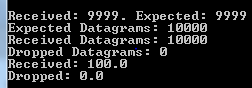 Received: 9999. Expected: 9999
Expected Datagrams: 10000
Received Datagrams: 10000
Dropped Datagrams: 0
Received: 100.0
Dropped: 0.0